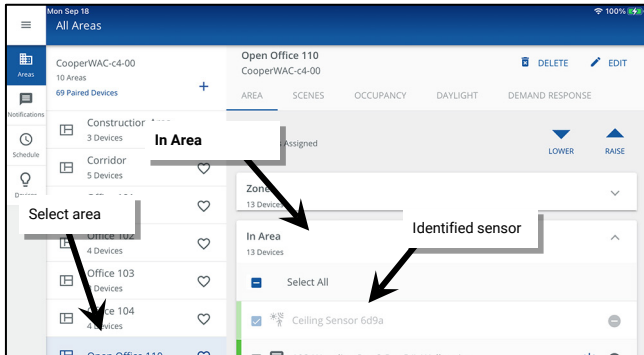 Mon Sep 18
100%
All Areas
Areas
Notifications
Schedule
CooperWAC-c4-00
10 Areas
69 Paired Devices
+
Construction
3 Devices
Corridor
5 Devices
Office 102
4 Devices
Office 103
Devices
104
4 Devices
Open Office 110
Open Office 110
CooperWAC-c4-00
DELETE
EDIT
AREA SCENES OCCUPANCY DAYLIGHT DEMAND RESPONSE
Assigned
LOWER
RAISE
Zone
13 Devices
In Area
13 Devices
Select All
Ceiling Sensor 6d9a
In Area
Select area
Identified sensor